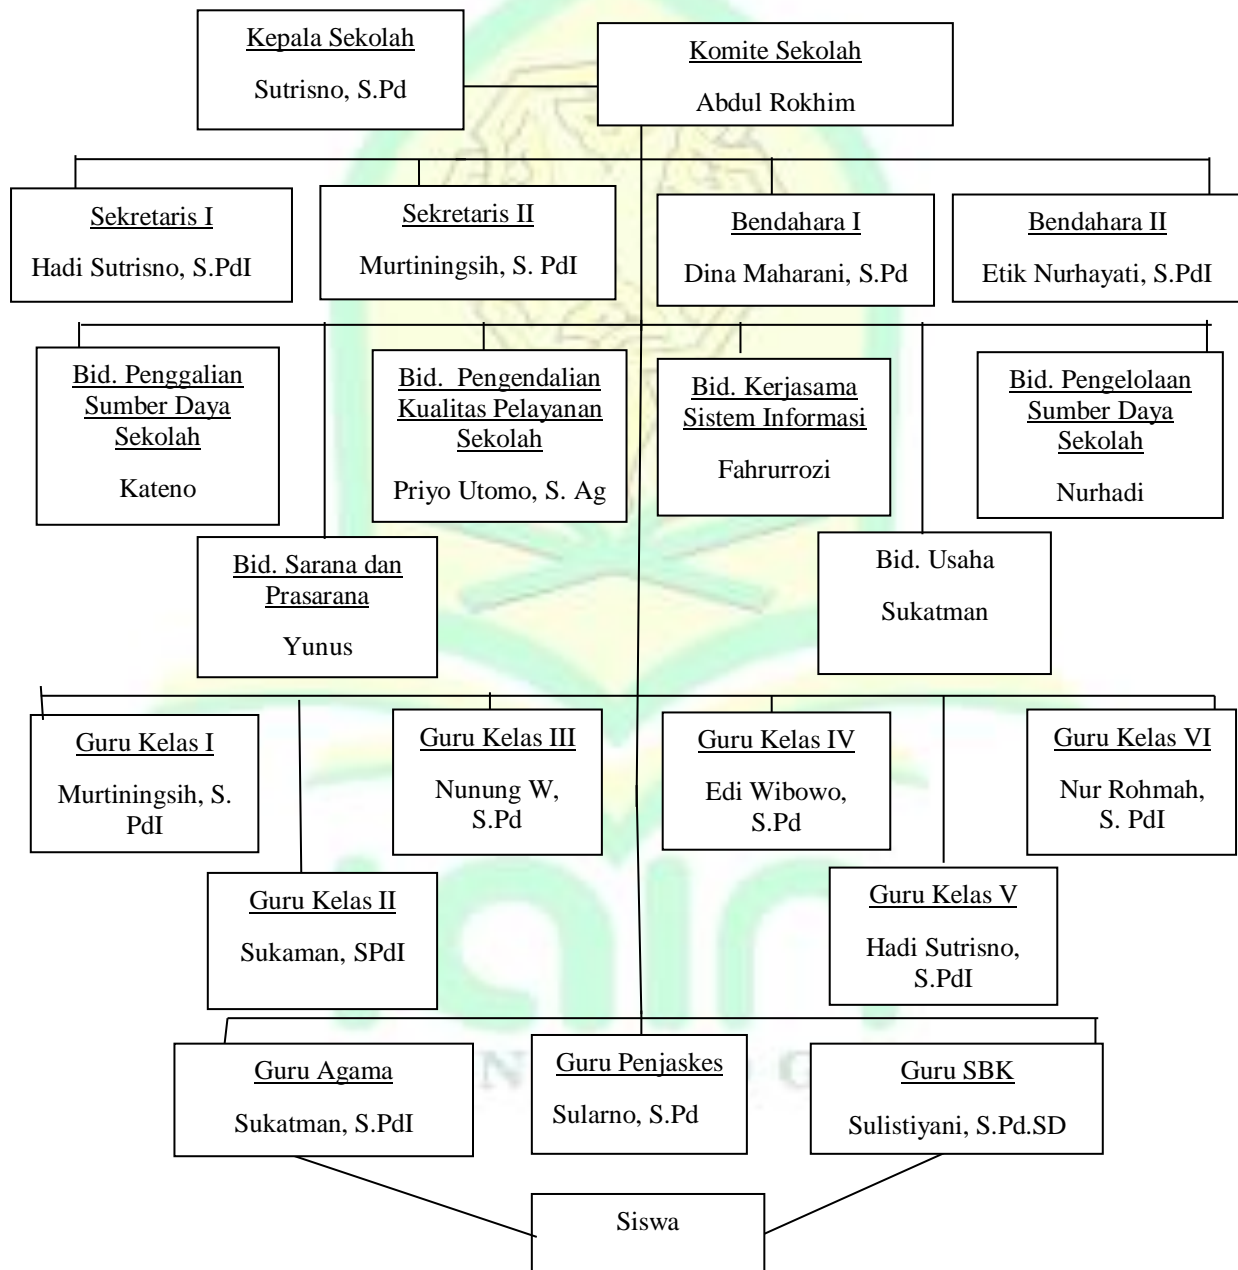 Kepala Sekolah
Sutrisno, S.Pd
Komite Sekolah
Abdul Rokhim
Sekretaris I
Hadi Sutrisno, S.PdI
Sekretaris II
Murtiningsih, S. PdI
Bendahara I
Dina Maharani, S.Pd
Bendahara II
Etik Nurhayati, S.PdI
Bid. Penggalian
Sumber Daya
Sekolah
Kateno
Bid. Pengendalian
Kualitas Pelayanan
Sekolah
Priyo Utomo, S. Ag
Bid. Kerjasama
Sistem Informasi
Fahrurrozi
Bid. Pengelolaan
Sumber Daya
Sekolah
Nurhadi
Bid. Sarana dan
Prasarana
Yunus
Bid. Usaha
Sukatman
Guru Kelas I
Murtiningsih, S.
PdI
Guru Kelas III
Nunung W,
S.Pd
Guru Kelas IV
Edi Wibowo,
S.Pd
Guru Kelas VI
Nur Rohmah,
S. PdI
Guru Kelas II
Sukaman, SPdI
Guru Kelas V
Hadi Sutrisno,
S.PdI
iain
Guru Agama
Sukatman, S.PdI
Guru Penjaskes
Sularno, S.Pd
Guru SBK
Sulistiyani, S.Pd.SD
Siswa